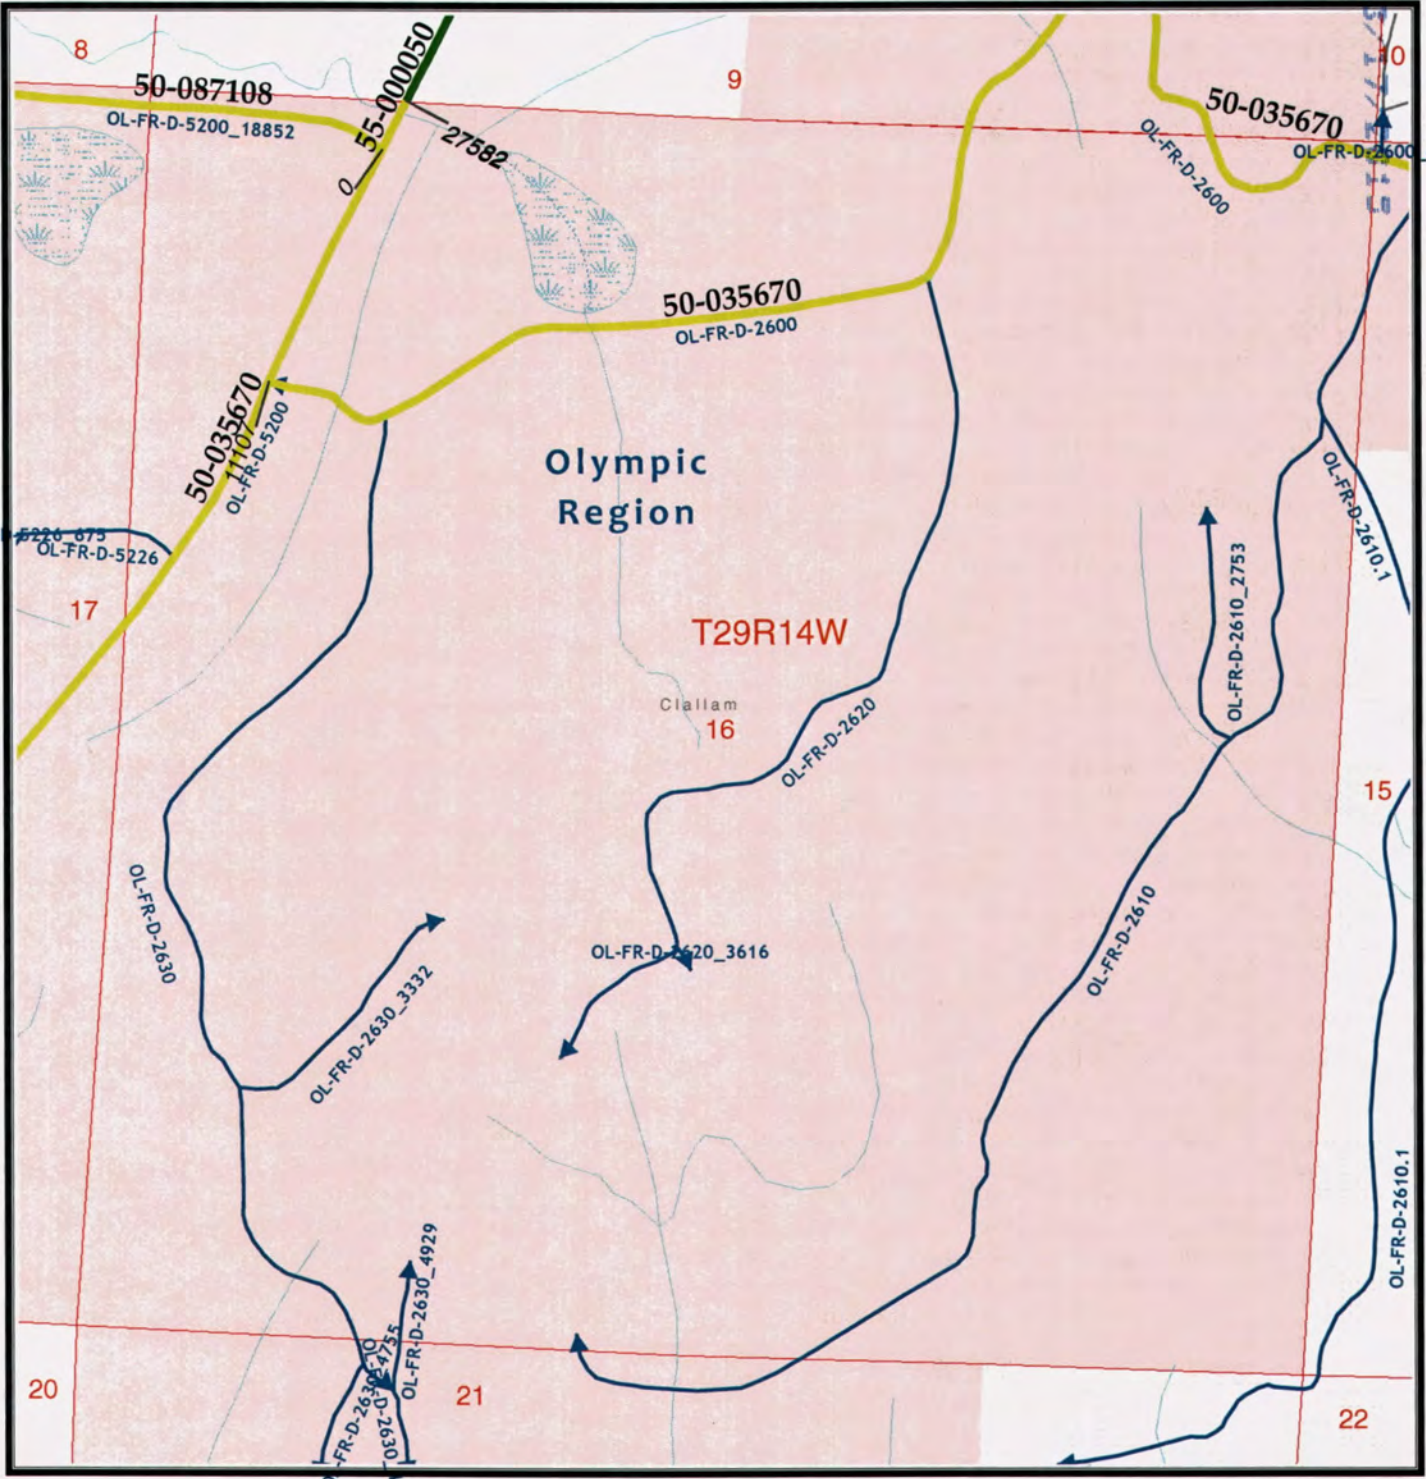 8
9
10
50-087108
OL-FR-D-5200_18852
55-000050
27582
0
50-035670
OL-FR-D-2600
OL-FR-D-2600
50-035670
OL-FR-D-2600
50-035670
11107
OL-FR-D-5200
Olympic
Region
OL-FR-D-5226
OL-FR-D-2610.1
OL-FR-D-2610_2753
17
T29R14W
Clallam
16
OL-FR-D-2620
15
OL-FR-D-2630
OL-FR-D-2610
OL-FR-D-2620_3616
OL-FR-D-2630_3332
OL-FR-D-2610.1
OL-FR-D-2630_4929
20
21
22